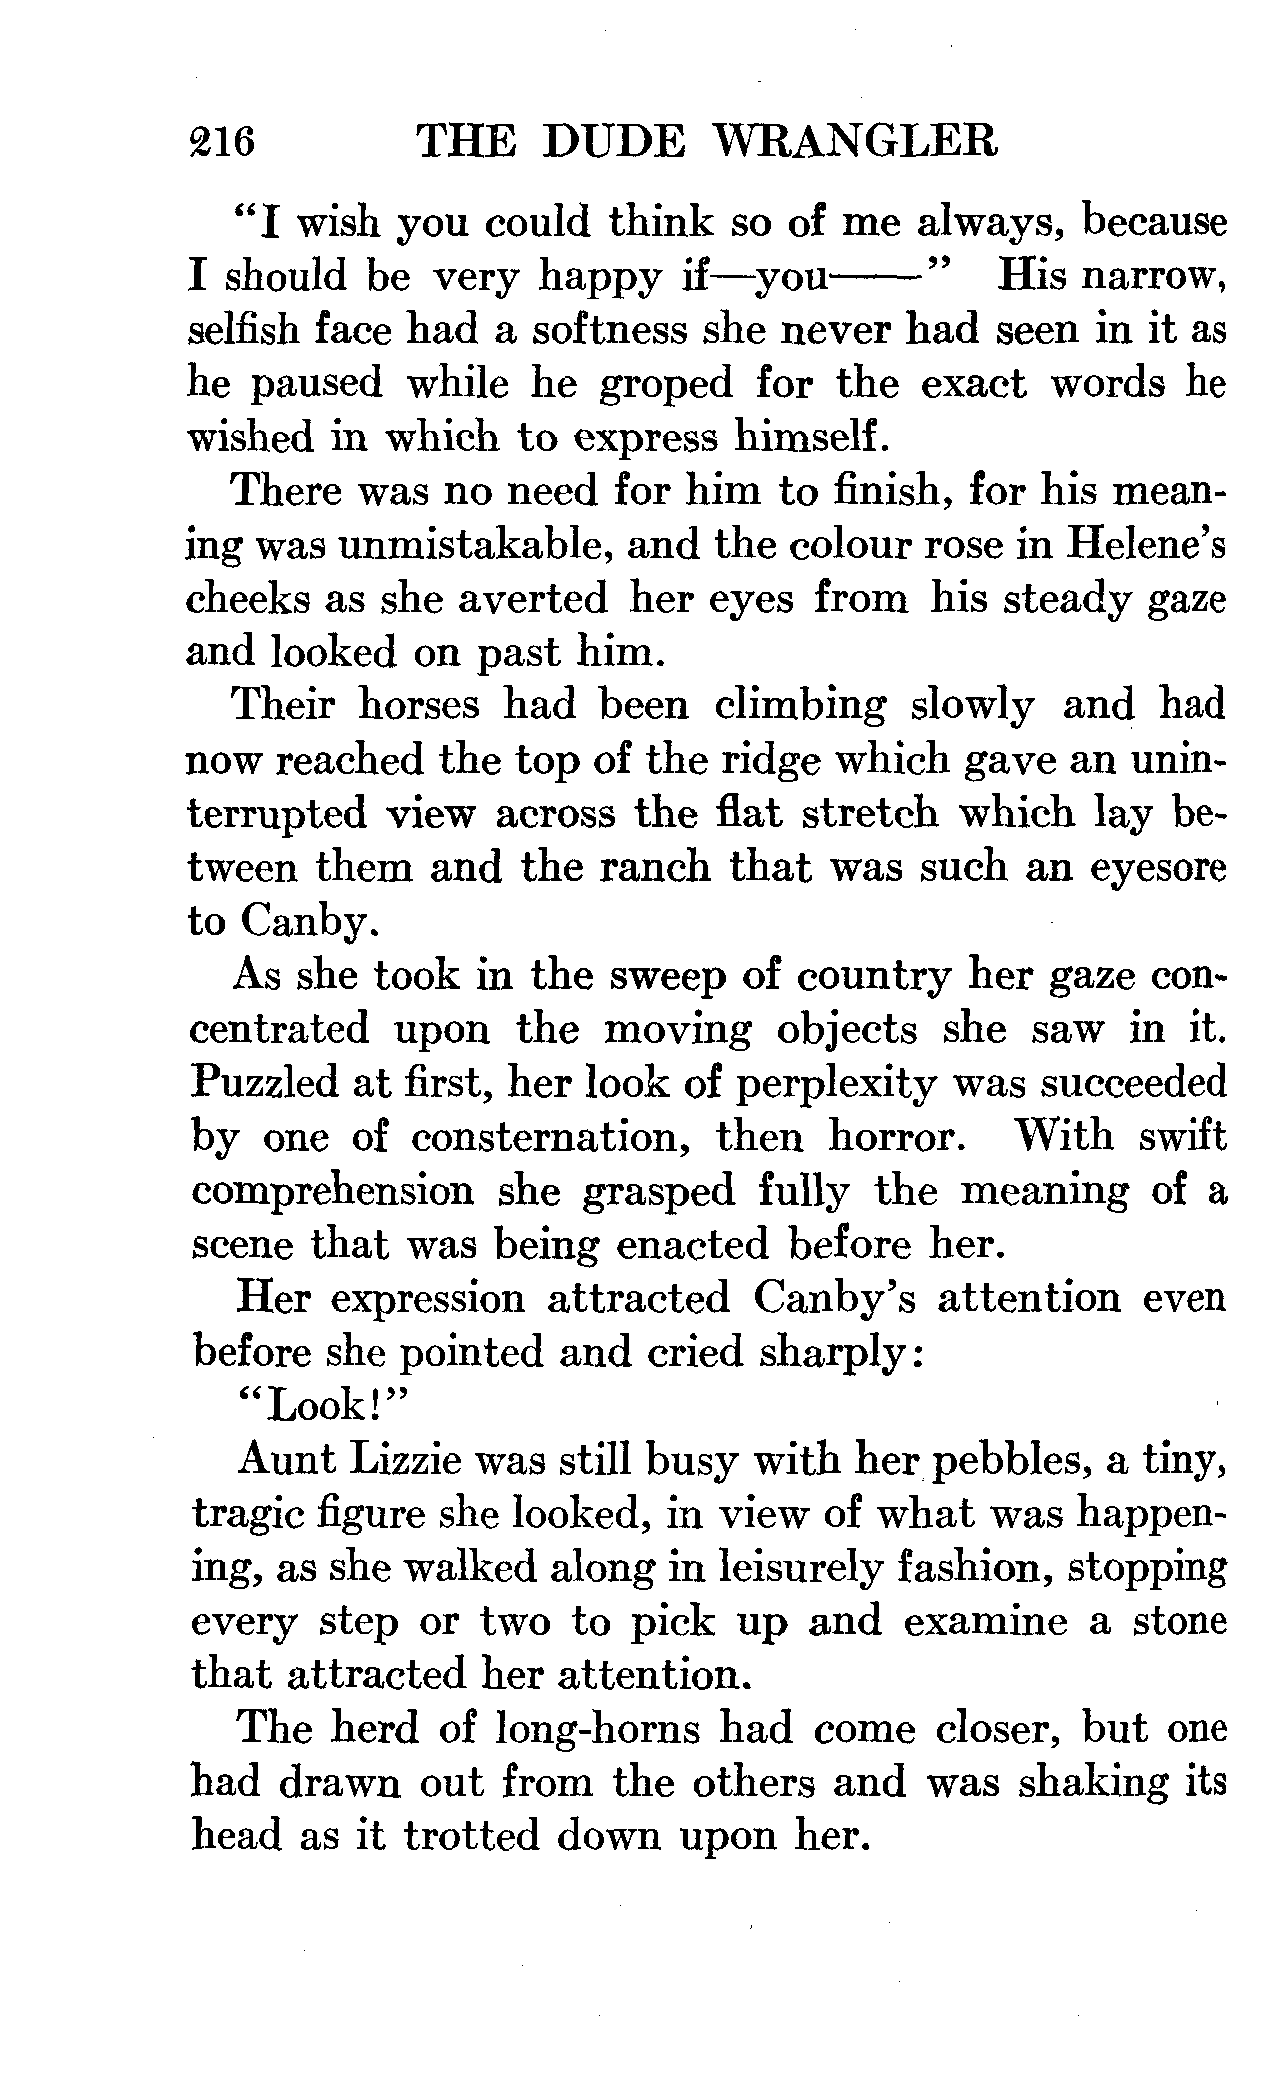 216 THE DUDE WRANGLER
“I wish you could think so of me always, because
I should be very happy if—you——” His narrow,
selfish face had a softness she never had seen in it as
he paused while he groped for the exact words he
wished in which to express himself.
There was no need for him to finish, for his mean-
ing was unmistakable, and the colour rose in Helene’s
cheeks as she averted her eyes from his steady gaze
and looked on past him.
Their horses had been climbing slowly and had
now reached the top of the ridge which gave an unin-
terrupted view across the flat stretch which lay be-
tween them and the ranch that was such an eyesore
to Canby.
As she took in the sweep of country her gaze con-
centrated upon the moving objects she saw in it.
Puzzled at first, her look of perplexity was succeeded
by one of consternation, then horror. With swift
comprehension she grasped fully the meaning of a
scene that was being enacted before her.
Her expression attracted Canby’s attention even
before she pointed and cried sharply:
“Look!”
Aunt Lizzie was still busy with her pebbles, a tiny,
tragic figure she looked, in view of what was happen-
ing, as she walked along in leisurely fashion, stopping
every step or two to pick up and examine a stone
that attracted her attention.
The herd of long-horns had come closer, but one
had drawn out from the others and was shaking its
head as it trotted down upon her.